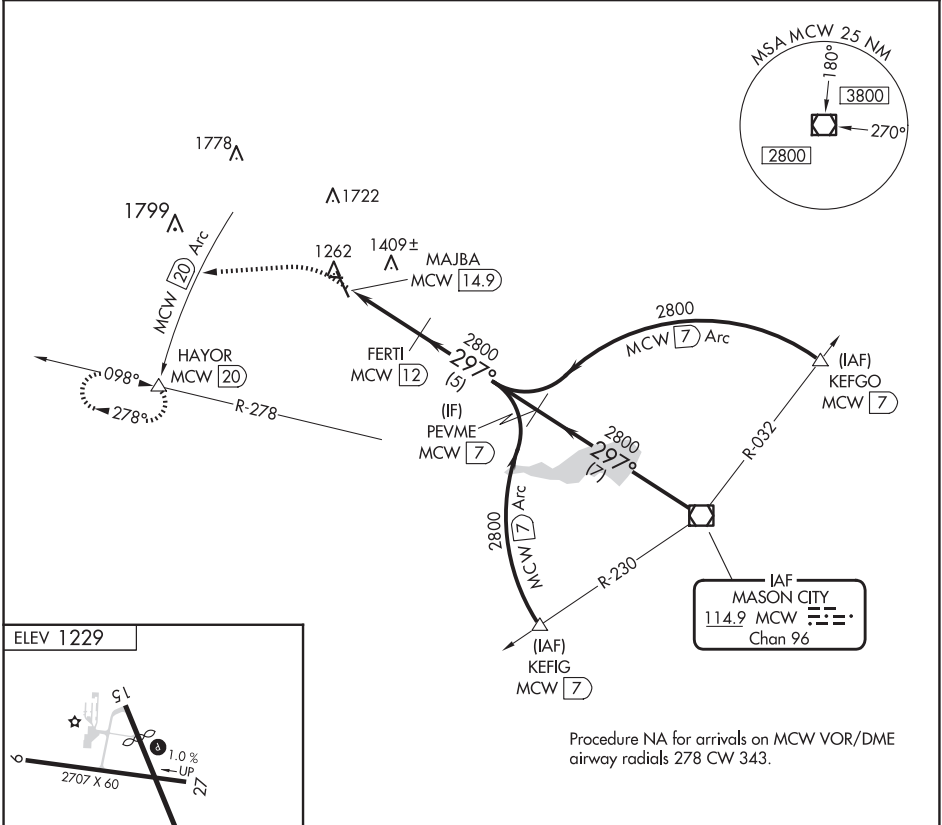 MSA MCW 25 NM
180°
3800
270°
2800
1778
1722
1799
1262
1409±
MAJBA
MCW 14.9
MCW 20 Arc
2800
MCW 7 Arc
FERTI
MCW 12
2800
297°
(5)
(IAF)
KEFGO
MCW 7
HAYOR
MCW 20
098°
278°
R-278
(IF)
PEVME
MCW 7
2800
297°
(7)
R-032
2800
MCW 7 Arc
R-230
IAF
MASON CITY
114.9 MCW
Chan 96
(IAF)
KEFIG
MCW 7
ELEV 1229
15
P
1.0 %
UP
9
2707 X 60
27
Procedure NA for arrivals on MCW VOR/DME
airway radials 278 CW 343.